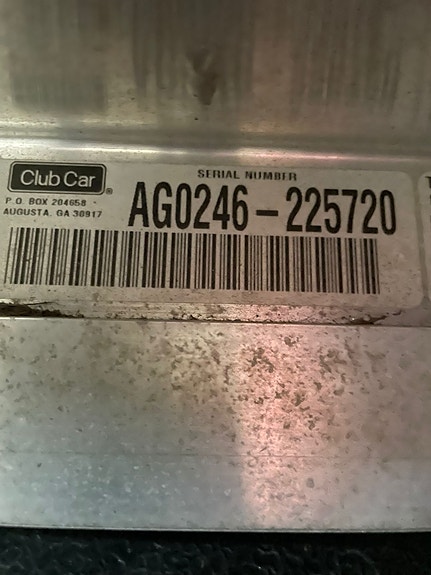 SERIAL NUMBER
Club Car®
P.O. BOX 204658
AUGUSTA, GA 30917
AG0246-225720